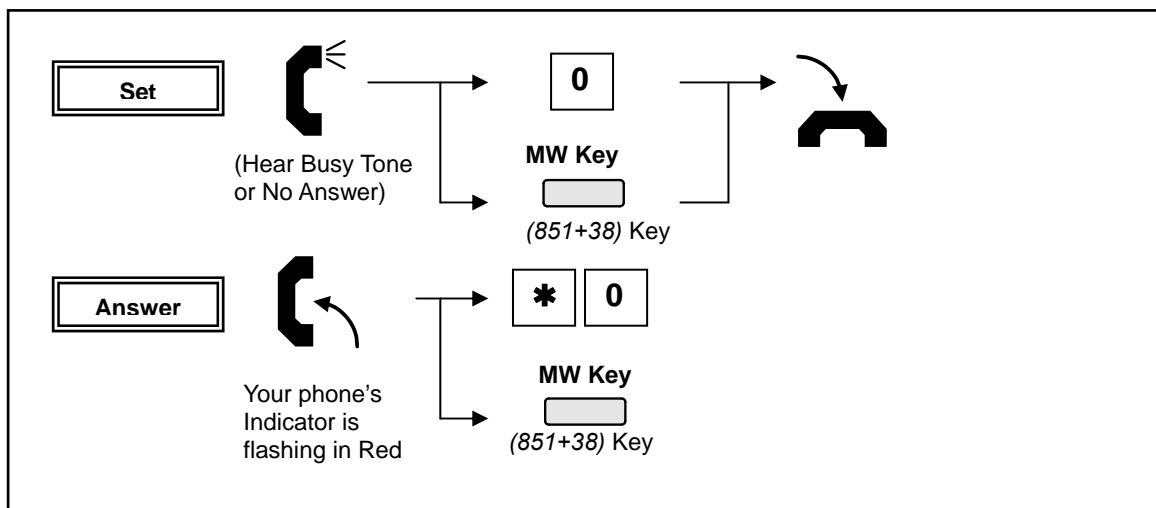 Set
0
(Hear Busy Tone
or No Answer)
MW Key
(851+38) Key
Answer
✱ 0
Your phone's
Indicator is
flashing in Red
MW Key
(851+38) Key